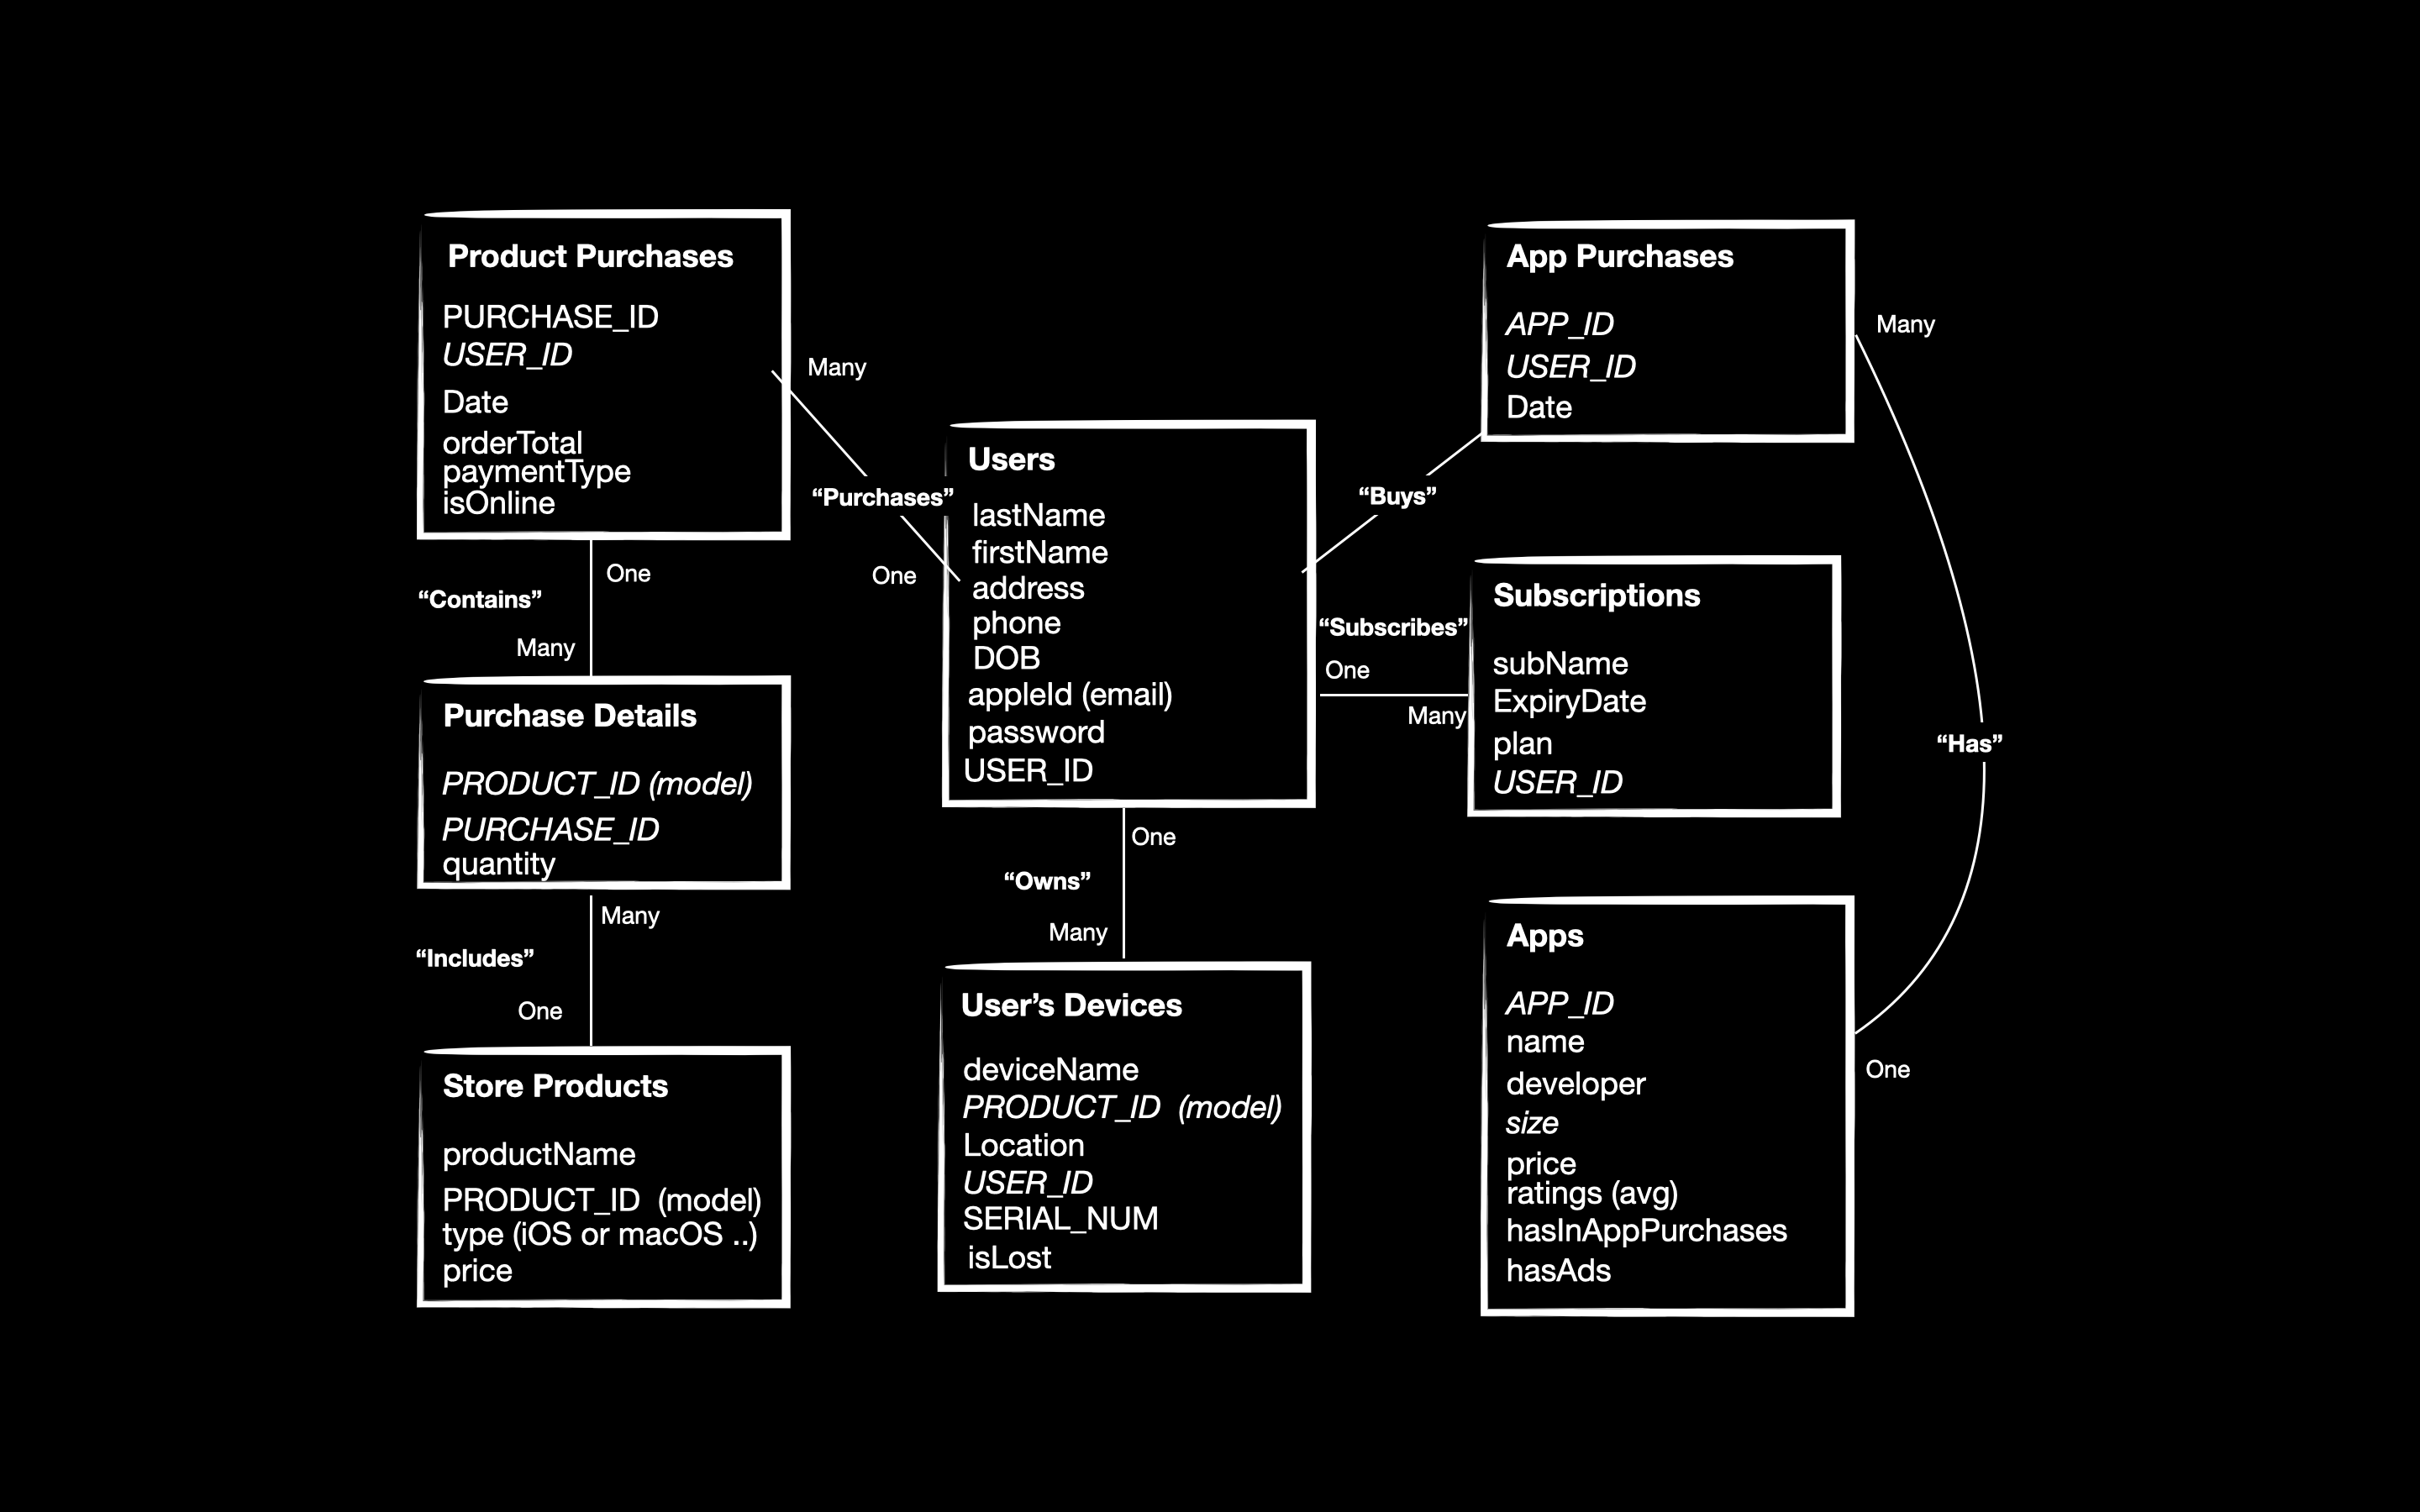 Product Purchases
PURCHASE_ID
USER_ID
Date
orderTotal
paymentType
isOnline
Many
“Purchases”
One
One
“Contains”
Many
Purchase Details
PRODUCT_ID (model)
PURCHASE_ID
quantity
Many
“Includes”
One
Store Products
productName
PRODUCT_ID (model)
type (iOS or macOS ..)
price
Users
lastName
firstName
address
phone
DOB
appleId (email)
password
USER_ID
One
“Owns”
Many
User’s Devices
deviceName
PRODUCT_ID (model)
Location
USER_ID
SERIAL_NUM
isLost
“Buys”
“Subscribes”
One
Many
App Purchases
APP_ID
USER_ID
Date
Many
Subscriptions
subName
ExpiryDate
plan
USER_ID
“Has”
Apps
APP_ID
name
developer
size
price
ratings (avg)
hasInAppPurchases
hasAds
One